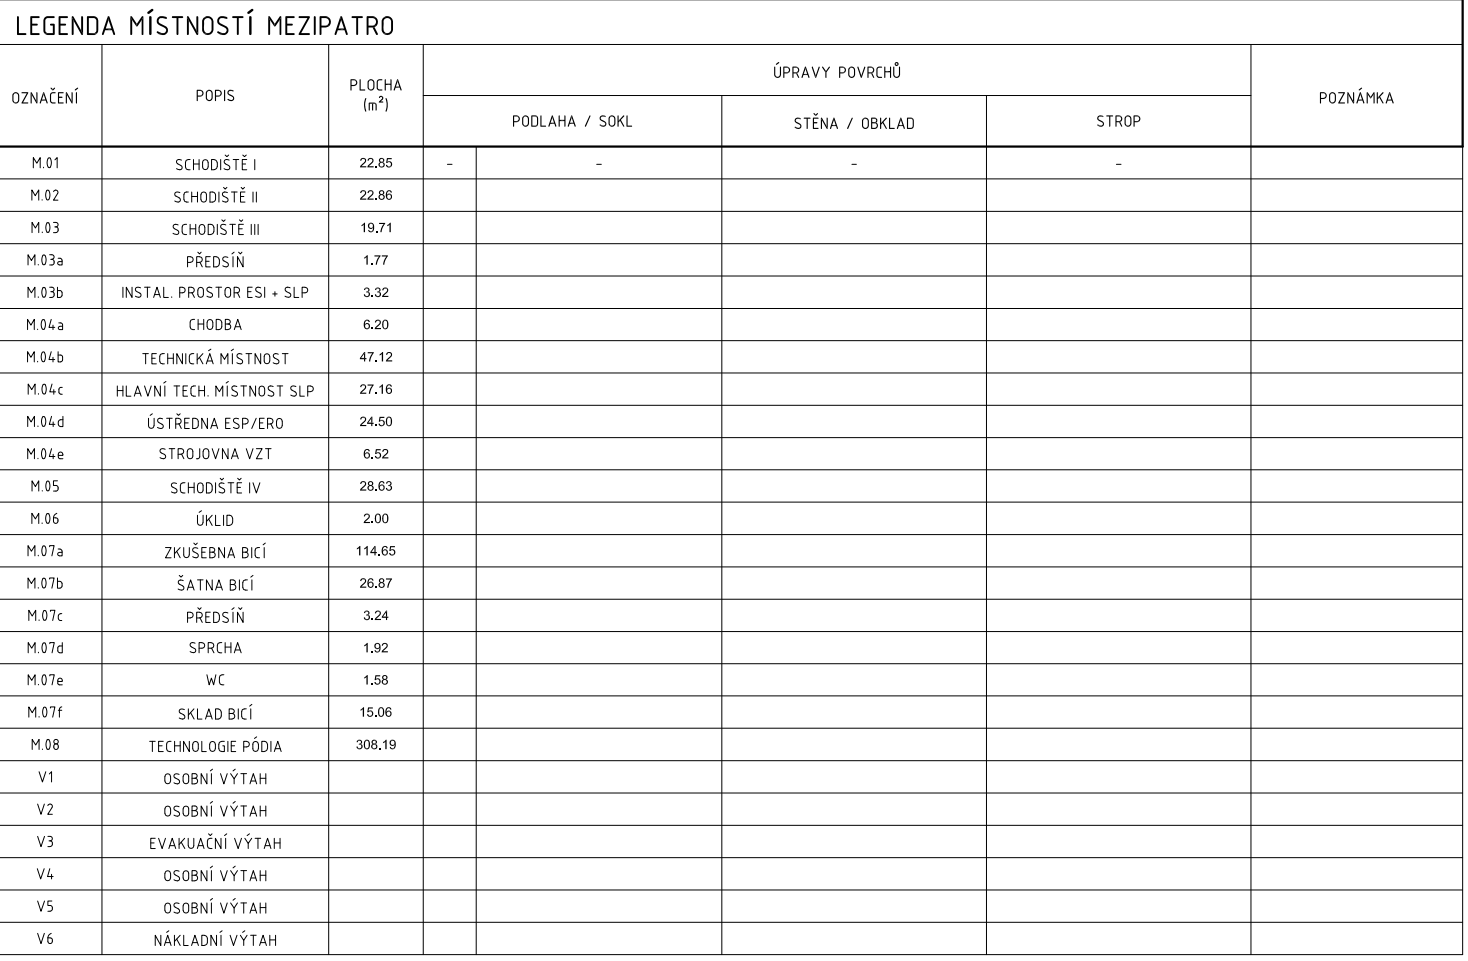 LEGENDA MÍSTNOSTÍ MEZIPATRO
OZNAČENÍ POPIS PLOCHA (m²) ÚPRAVY POVRCHŮ POZNÁMKA
PODLAHA / SOKL STĚNA / OBKLAD STROP
M.01 SCHODIŠTĚ I 22.85 - - - -
M.02 SCHODIŠTĚ II 22.86
M.03 SCHODIŠTĚ III 19.71
M.03a PŘEDSÍŇ 1.77
M.03b INSTAL. PROSTOR ESI + SLP 3.32
M.04a CHODBA 6.20
M.04b TECHNICKÁ MÍSTNOST 47.12
M.04c HLAVNÍ TECH. MÍSTNOST SLP 27.16
M.04d ÚSTŘEDNA ESP/ERO 24.50
M.04e STROJOVNA VZT 6.52
M.05 SCHODIŠTĚ IV 28.63
M.06 ÚKLID 2.00
M.07a ZKUŠEBNA BICÍ 114.65
M.07b ŠATNA BICÍ 26.87
M.07c PŘEDSÍŇ 3.24
M.07d SPRCHA 1.92
M.07e WC 1.58
M.07f SKLAD BICÍ 15.06
M.08 TECHNOLOGIE PÓDIA 308.19
V1 OSOBNÍ VÝTAH
V2 OSOBNÍ VÝTAH
V3 EVAKUAČNÍ VÝTAH
V4 OSOBNÍ VÝTAH
V5 OSOBNÍ VÝTAH
V6 NÁKLADNÍ VÝTAH